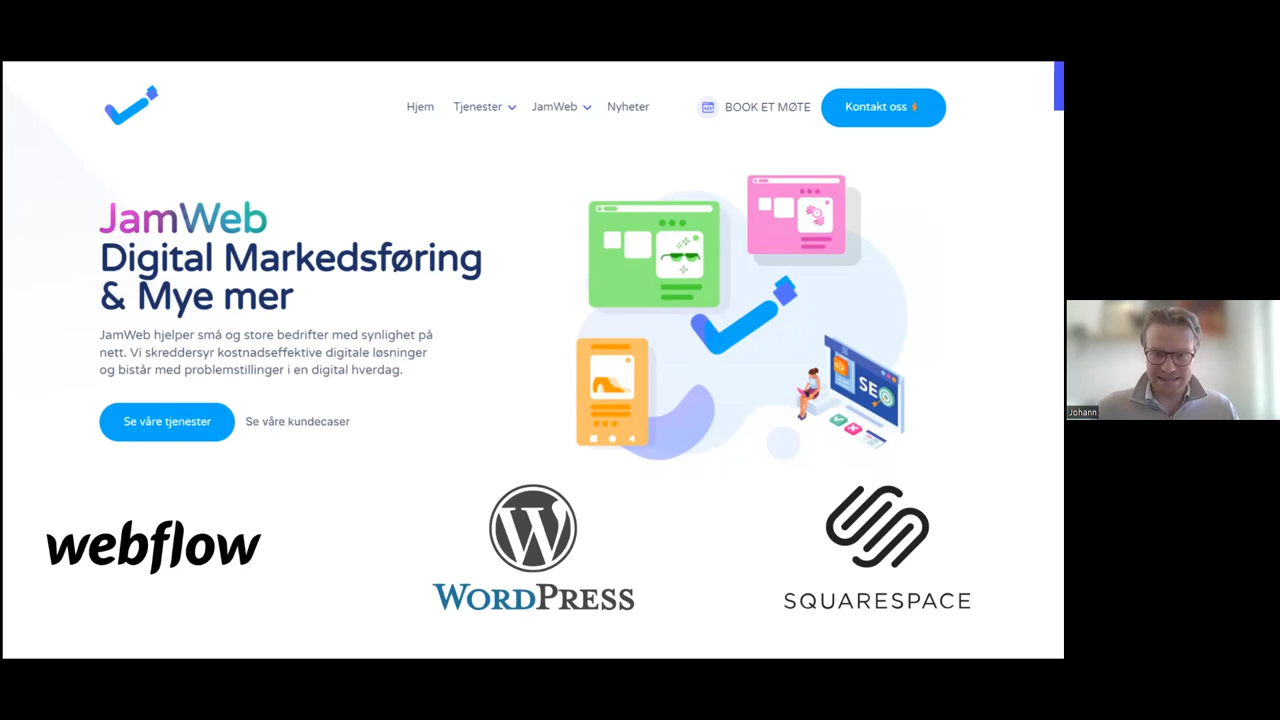 Hjem Tjenester JamWeb Nyheter BOOK ET MØTE Kontakt oss
JamWeb
Digital Markedsføring
& Mye mer
JamWeb hjelper små og store bedrifter med synlighet på
nett. Vi skreddersyr kostnadseffektive digitale løsninger
og bistår med problemstillinger i en digital hverdag.
Se våre tjenester Se våre kundecaser
SEO
Johann
webflow
W
WORDPRESS
SQUARESPACE